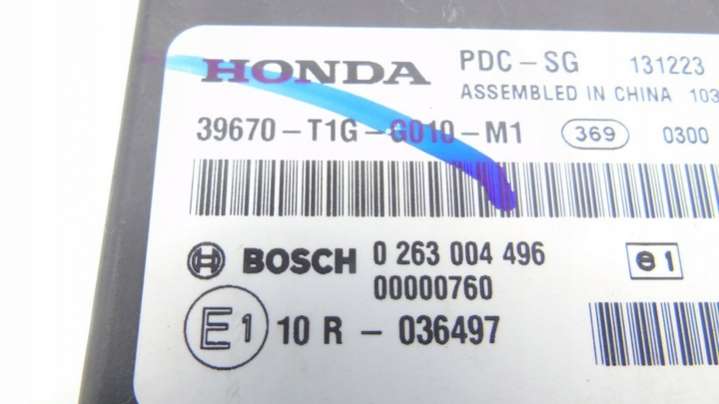 HONDA PDC-SG 131223
ASSEMBLED IN CHINA 103
39670-T1G-G010-M1 369 0300
BOSCH 0 263 004 496 e1
00000760
E1 10 R - 036497